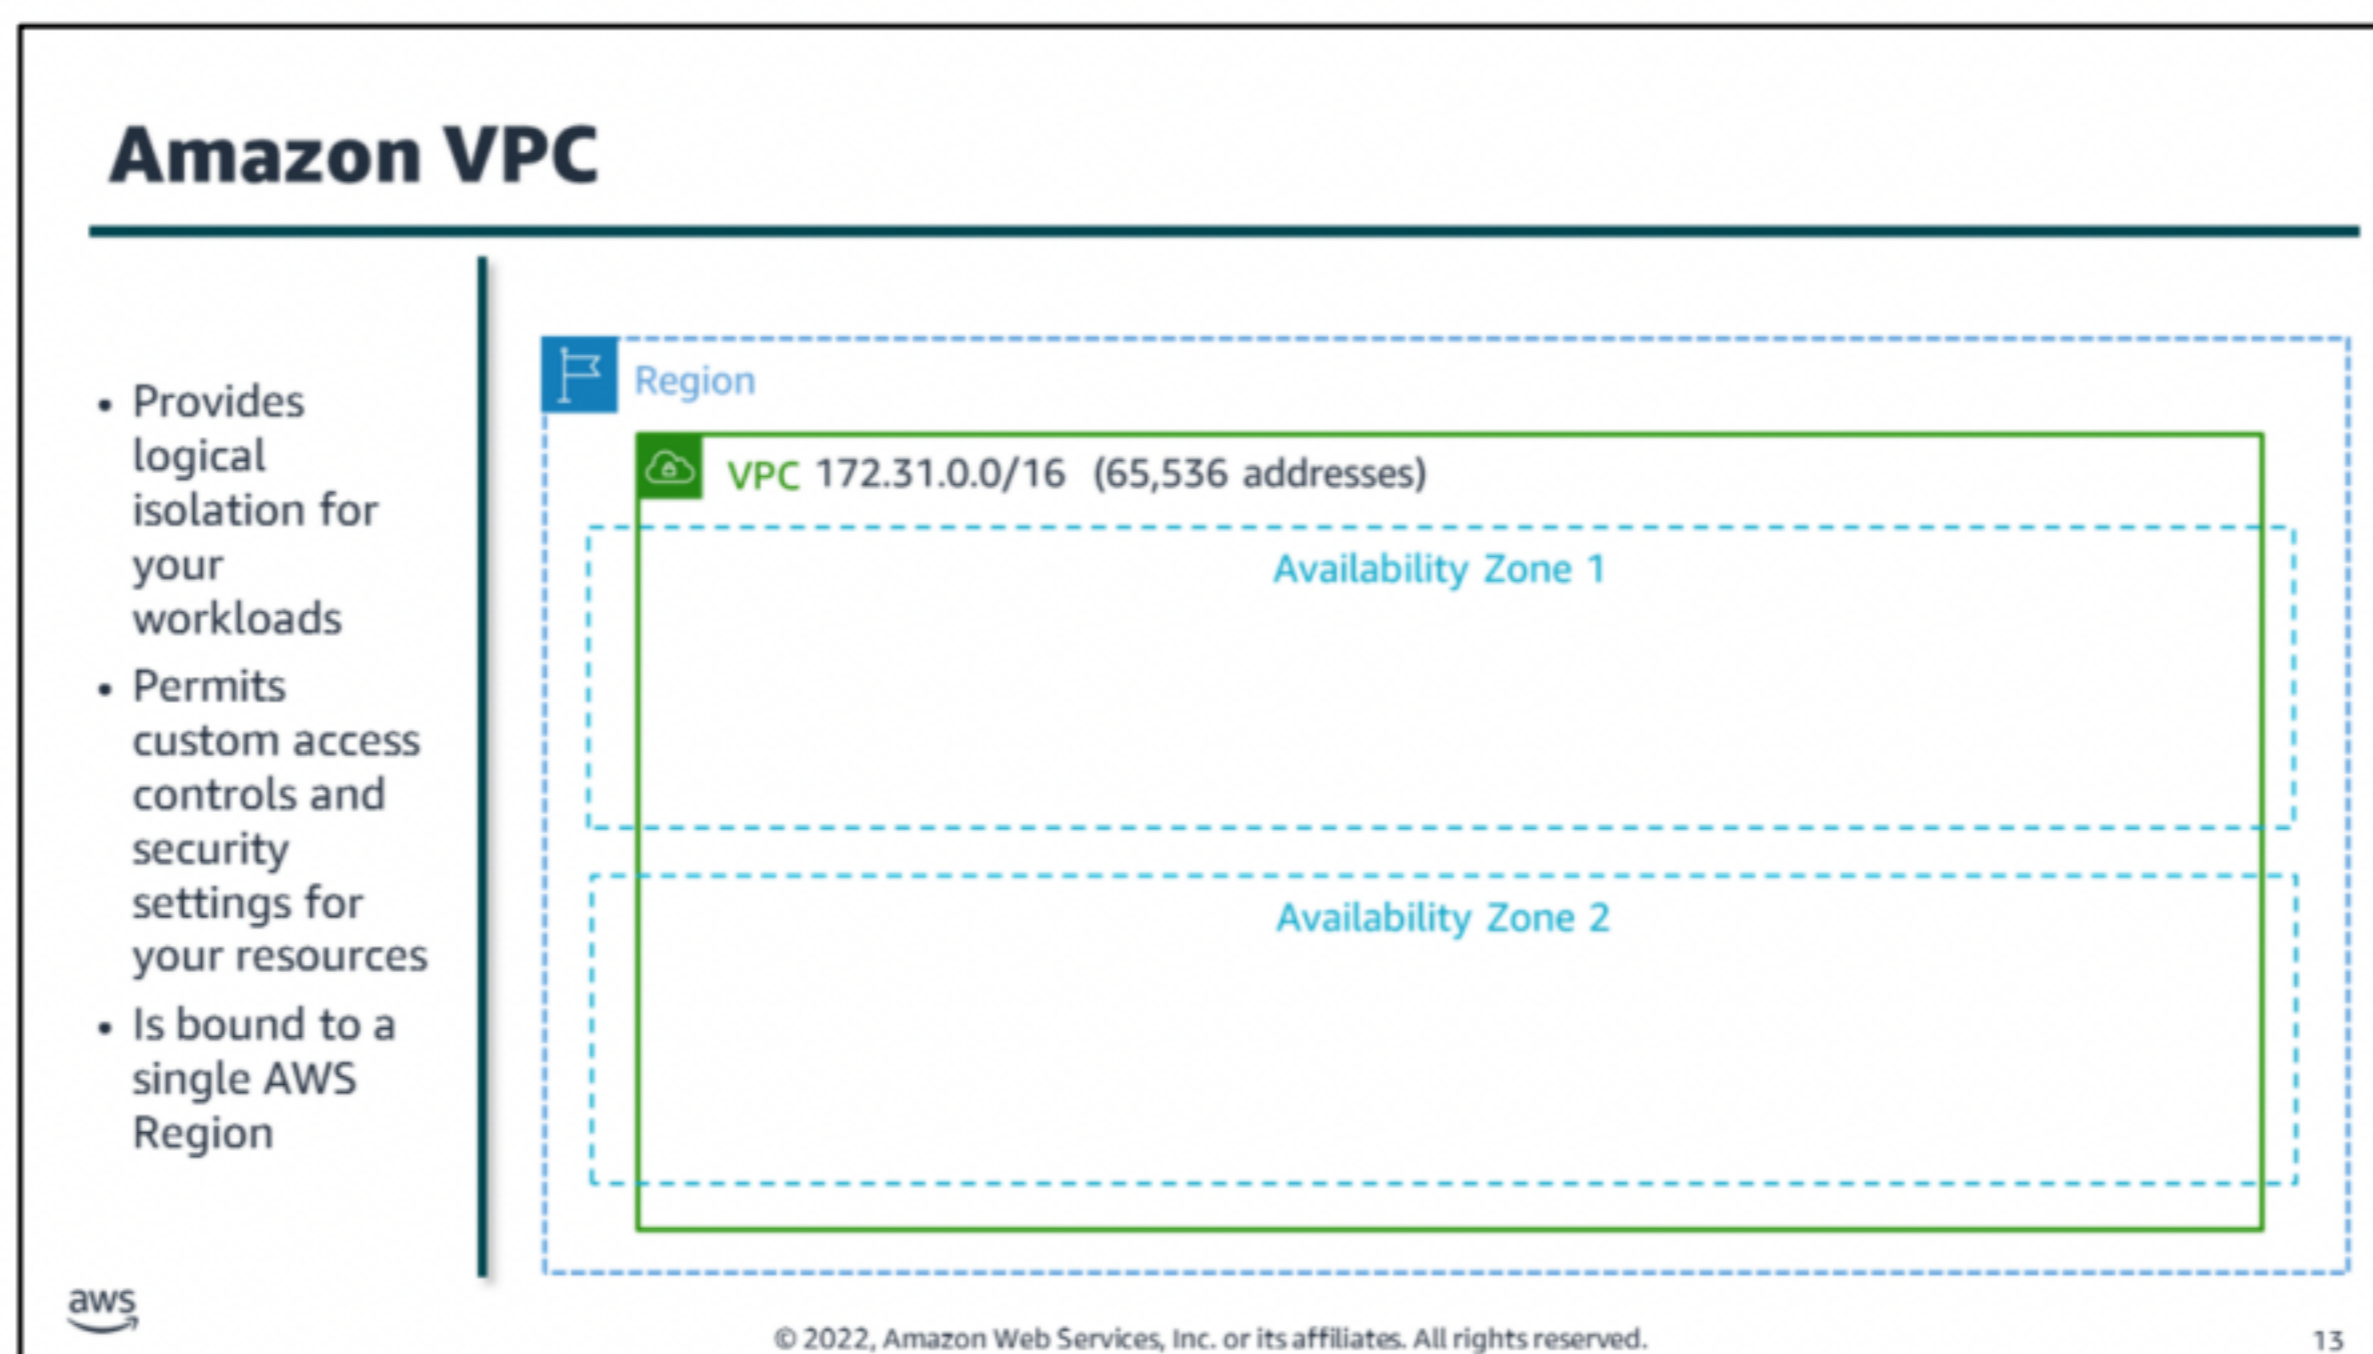 Amazon VPC
• Provides
logical
isolation for
your
workloads
• Permits
custom access
controls and
security
settings for
your resources
• Is bound to a
single AWS
Region
Region
VPC 172.31.0.0/16 (65,536 addresses)
Availability Zone 1
Availability Zone 2
aws
© 2022, Amazon Web Services, Inc. or its affiliates. All rights reserved.
13